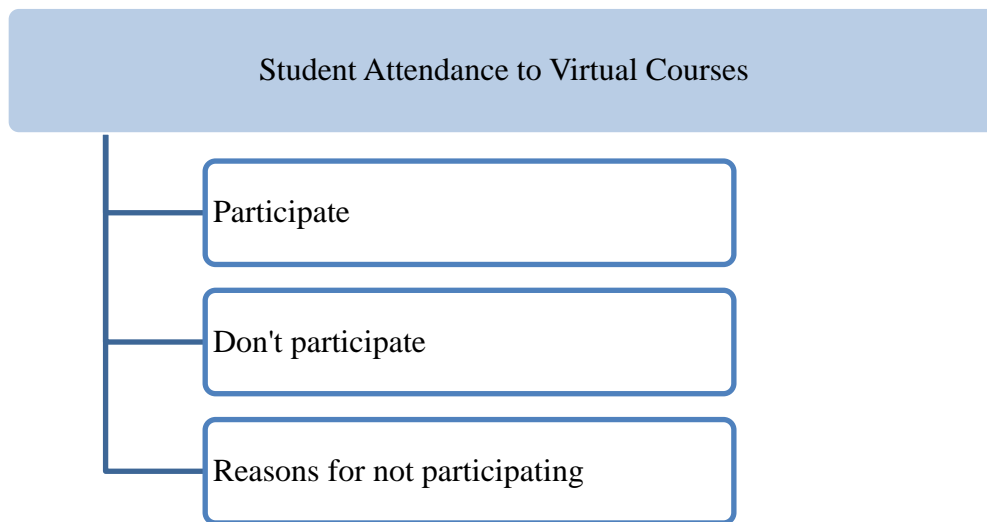 Student Attendance to Virtual Courses
Participate
Don't participate
Reasons for not participating